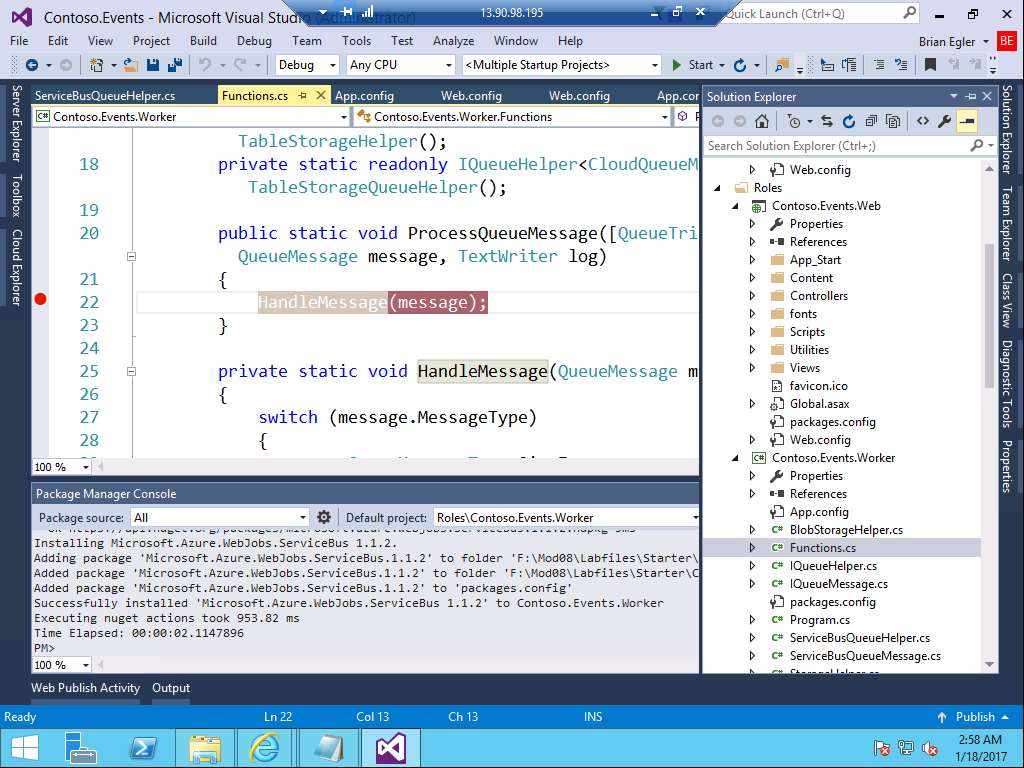 Contoso.Events - Microsoft Visual Studio (Administrator)
13.90.98.195
Quick Launch (Ctrl+Q)
File Edit View Project Build Debug Team Tools Test Analyze Window Help
Brian Egler BE
Debug Any CPU <Multiple Startup Projects> Start
ServiceBusQueueHelper.cs Functions.cs App.config Web.config Web.config App.cor
Contoso.Events.Worker Contoso.Events.Worker.Functions P
Server Explorer
Toolbox
Cloud Explorer
TableStorageHelper();
18 private static readonly IQueueHelper<CloudQueueM
TableStorageQueueHelper();
19
20 public static void ProcessQueueMessage([QueueTri
QueueMessage message, TextWriter log)
21 {
22 HandleMessage(message);
23 }
24
25 private static void HandleMessage(QueueMessage m
26 {
27 switch (message.MessageType)
28 {
100 %
Package Manager Console
Package source: All Default project: Roles\Contoso.Events.Worker
Installing Microsoft.Azure.WebJobs.ServiceBus 1.1.2.
Adding package 'Microsoft.Azure.WebJobs.ServiceBus.1.1.2' to folder 'F:\Mod08\Labfiles\Starter\
Added package 'Microsoft.Azure.WebJobs.ServiceBus.1.1.2' to folder 'F:\Mod08\Labfiles\Starter\C
Added package 'Microsoft.Azure.WebJobs.ServiceBus.1.1.2' to 'packages.config'
Successfully installed 'Microsoft.Azure.WebJobs.ServiceBus 1.1.2' to Contoso.Events.Worker
Executing nuget actions took 953.82 ms
Time Elapsed: 00:00:02.1147896
PM>
100 %
Web Publish Activity Output
Solution Explorer
Search Solution Explorer (Ctrl+;)
Web.config
Roles
Contoso.Events.Web
Properties
References
App_Start
Content
Controllers
fonts
Scripts
Utilities
Views
favicon.ico
Global.asax
packages.config
Web.config
Contoso.Events.Worker
Properties
References
App.config
BlobStorageHelper.cs
Functions.cs
IQueueHelper.cs
IQueueMessage.cs
packages.config
Program.cs
ServiceBusQueueHelper.cs
ServiceBusQueueMessage.cs
StorageHelper.cs
Solution Explorer
Team Explorer
Class View
Diagnostic Tools
Properties
Ready Ln 22 Col 13 Ch 13 INS Publish
2:58 AM
1/18/2017